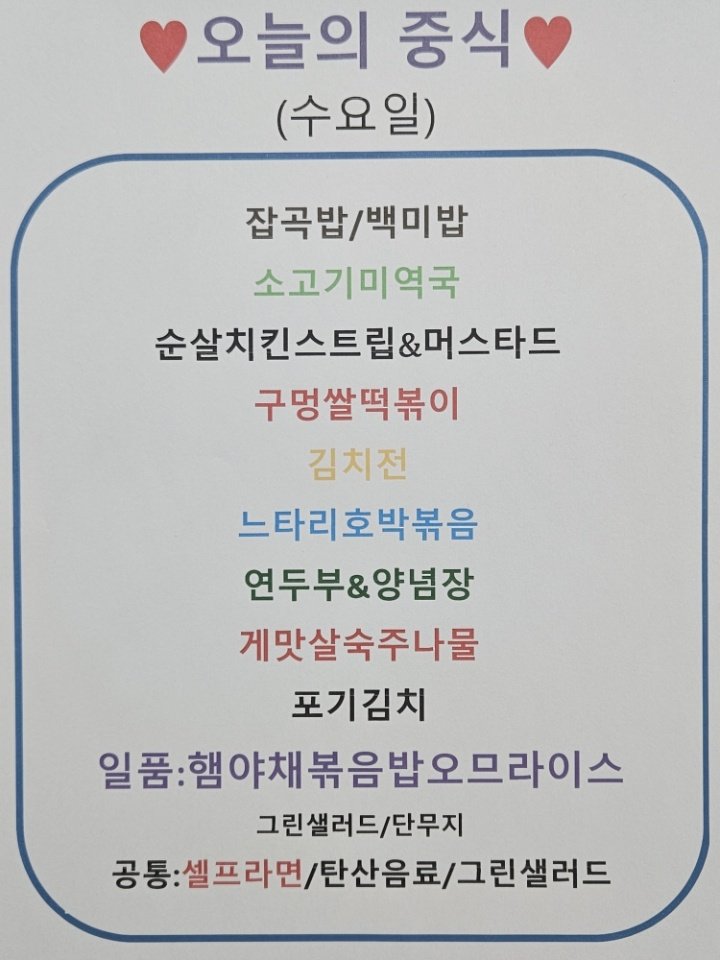 ♥오늘의 중식♥
(수요일)
잡곡밥/백미밥
소고기미역국
순살치킨스트립&머스타드
구멍쌀떡볶이
김치전
느타리호박볶음
연두부&양념장
게맛살숙주나물
포기김치
일품:햄야채볶음밥오므라이스
그린샐러드/단무지
공통:셀프라면/탄산음료/그린샐러드